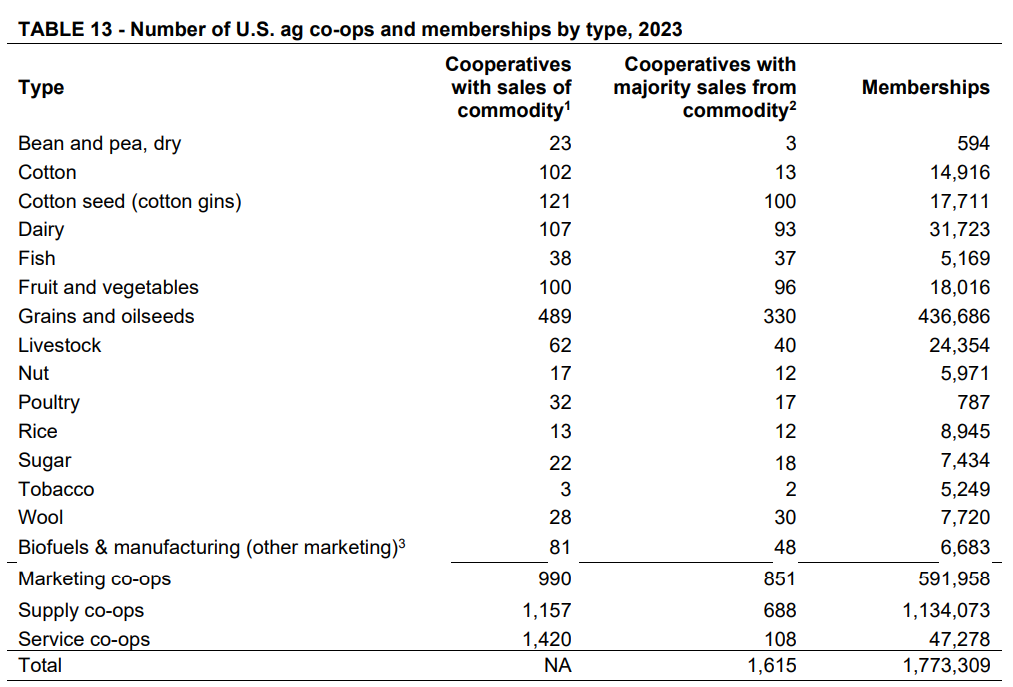 TABLE 13 - Number of U.S. ag co-ops and memberships by type, 2023
Type Cooperatives with sales of commodity¹ Cooperatives with majority sales from commodity² Memberships
Bean and pea, dry 23 3 594
Cotton 102 13 14,916
Cotton seed (cotton gins) 121 100 17,711
Dairy 107 93 31,723
Fish 38 37 5,169
Fruit and vegetables 100 96 18,016
Grains and oilseeds 489 330 436,686
Livestock 62 40 24,354
Nut 17 12 5,971
Poultry 32 17 787
Rice 13 12 8,945
Sugar 22 18 7,434
Tobacco 3 2 5,249
Wool 28 30 7,720
Biofuels & manufacturing (other marketing)³ 81 48 6,683
Marketing co-ops 990 851 591,958
Supply co-ops 1,157 688 1,134,073
Service co-ops 1,420 108 47,278
Total NA 1,615 1,773,309